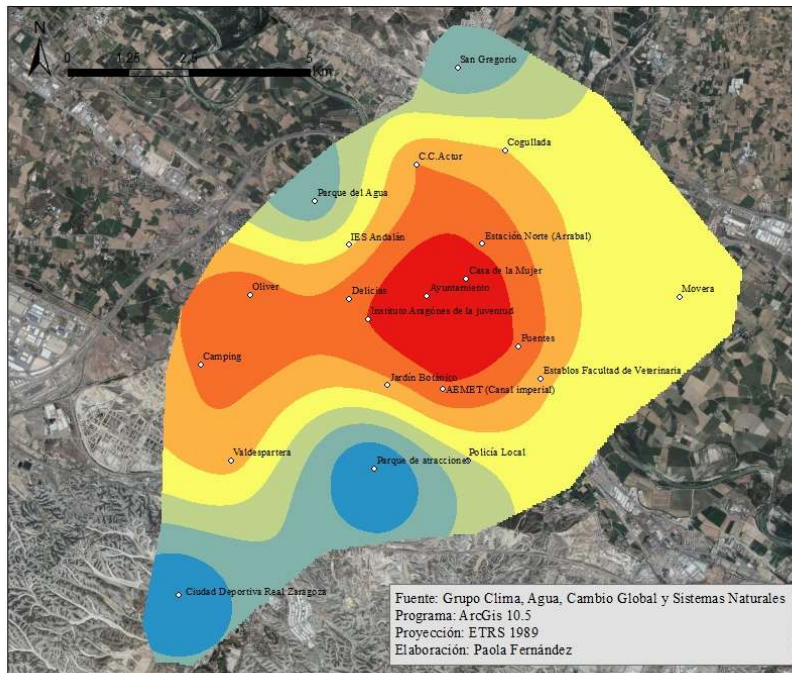 N
0 1,25 2,5 5
Km
San Gregorio
Cogullada
C.C.Actur
Parque del Agua
IES Andalán
Estación Norte (Arrabal)
Casa de la Mujer
Oliver
Delicias
Ayuntamiento
Movera
Instituto Aragónes de la juventud
Fuentes
Camping
Jardín Botánico
Establos Facultad de Veterinaria
AEMET (Canal imperial)
Valdespartera
Parque de atracciones
Policía Local
Ciudad Deportiva Real Zaragoza
Fuente: Grupo Clima, Agua, Cambio Global y Sistemas Naturales
Programa: ArcGis 10.5
Proyección: ETRS 1989
Elaboración: Paola Fernández